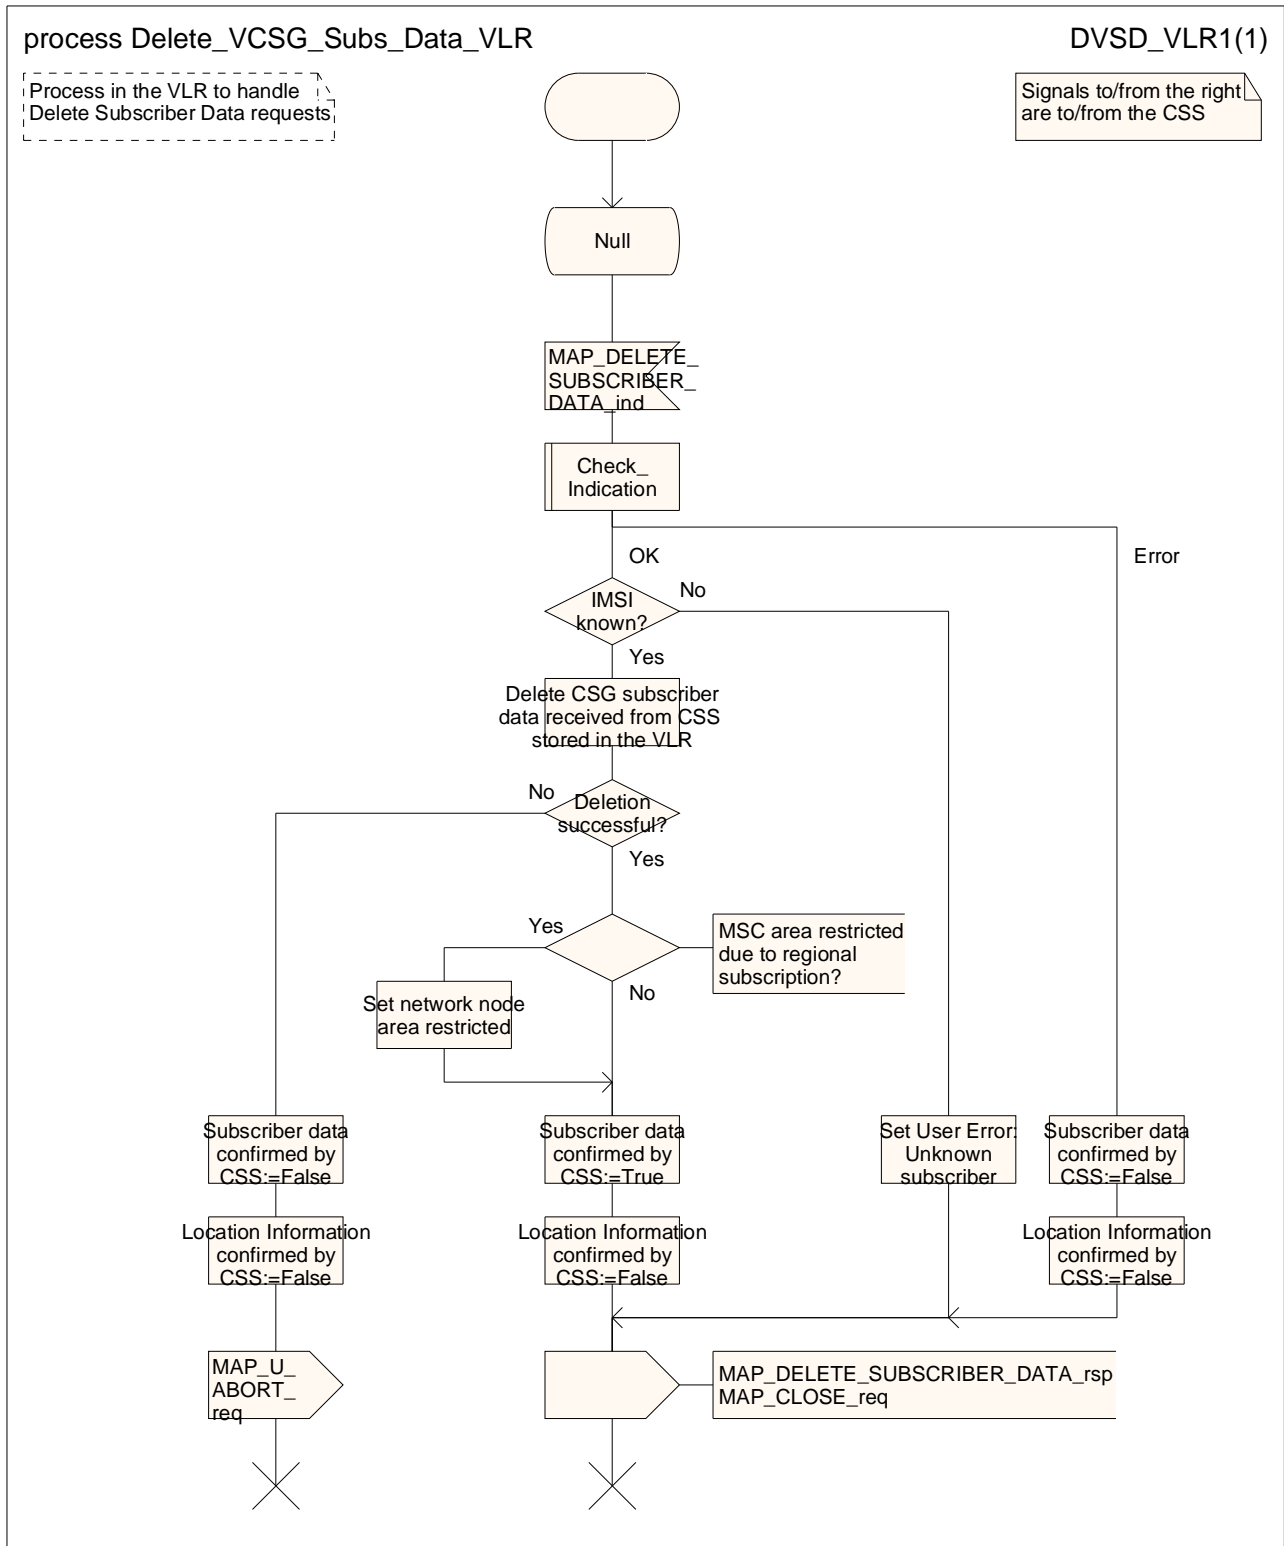 process Delete_VCSG_Subs_Data_VLR
DVSD_VLR1(1)
Process in the VLR to handle
Delete Subscriber Data requests
Signals to/from the right
are to/from the CSS
Null
MAP_DELETE_
SUBSCRIBER_
DATA_ind
Check_
Indication
OK
Error
IMSI
known?
No
Yes
Delete CSG subscriber
data received from CSS
stored in the VLR
No
Deletion
successful?
Yes
Yes
MSC area restricted
due to regional
subscription?
No
Set network node
area restricted
Subscriber data
confirmed by
CSS:=False
Subscriber data
confirmed by
CSS:=True
Set User Error:
Unknown
subscriber
Subscriber data
confirmed by
CSS:=False
Location Information
confirmed by
CSS:=False
Location Information
confirmed by
CSS:=False
Location Information
confirmed by
CSS:=False
MAP_U_
ABORT_
req
MAP_DELETE_SUBSCRIBER_DATA_rsp
MAP_CLOSE_req